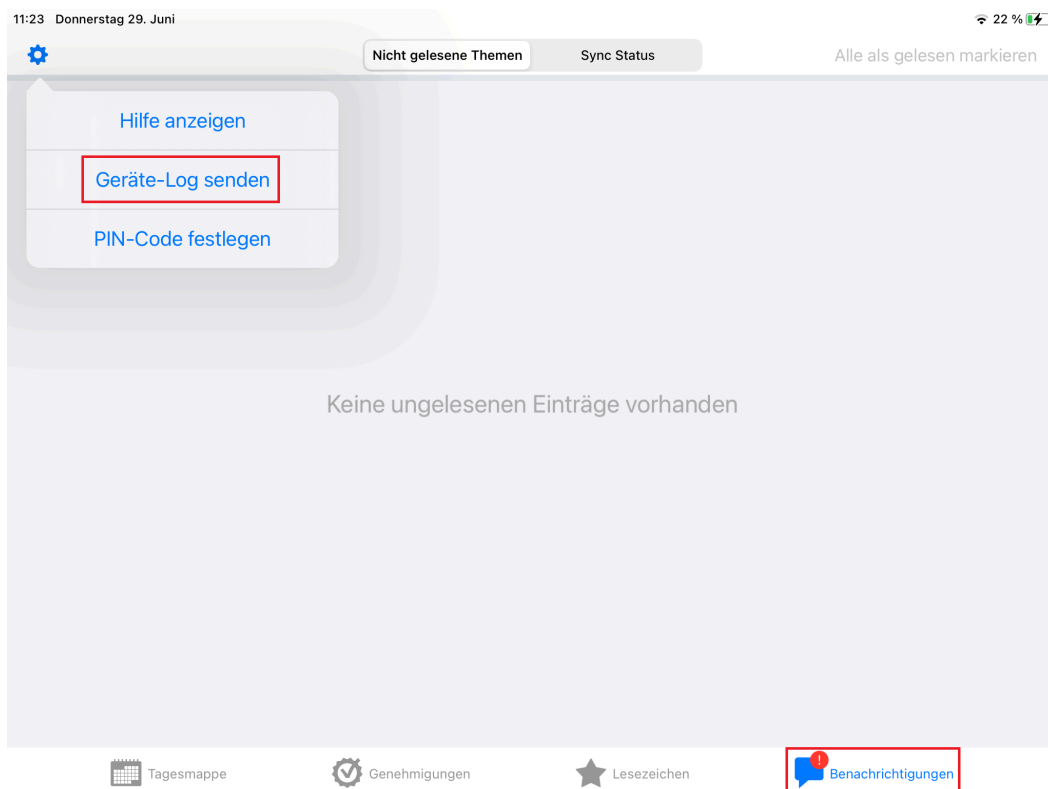 11:23 Donnerstag 29. Juni 22 %
Nicht gelesene Themen Sync Status Alle als gelesen markieren
Hilfe anzeigen
Geräte-Log senden
PIN-Code festlegen
Keine ungelesenen Einträge vorhanden
Tagesmappe Genehmigungen Lesezeichen ! Benachrichtigungen